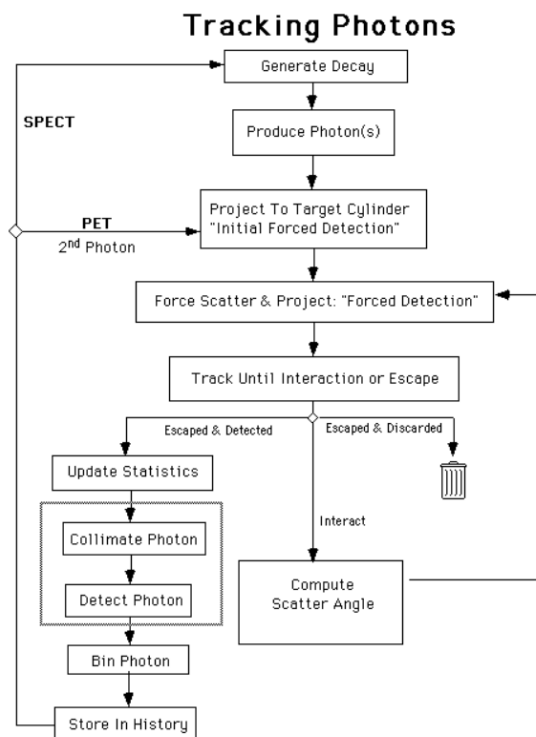 Tracking Photons
Generate Decay
SPECT
Produce Photon(s)
Project To Target Cylinder
"Initial Forced Detection"
PET
2nd Photon
Force Scatter & Project: "Forced Detection"
Track Until Interaction or Escape
Escaped & Detected
Escaped & Discarded
Update Statistics
Interact
Collimate Photon
Compute
Scatter Angle
Detect Photon
Bin Photon
Store In History